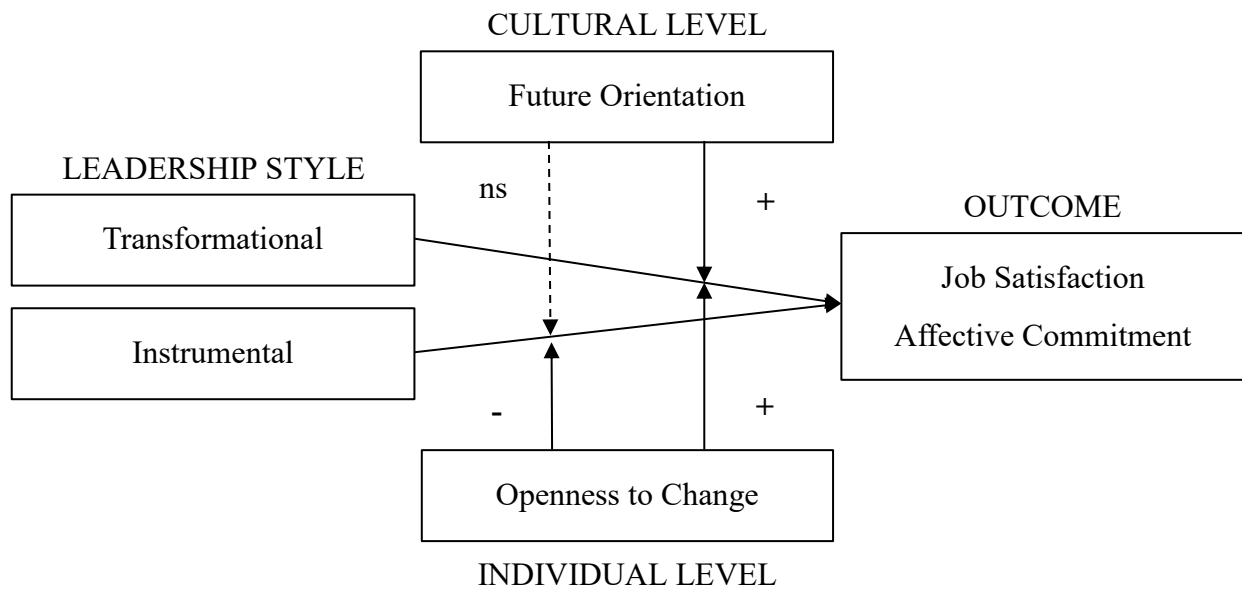 CULTURAL LEVEL
Future Orientation
LEADERSHIP STYLE
ns
+
OUTCOME
Transformational
Job Satisfaction
Instrumental
Affective Commitment
-
+
Openness to Change
INDIVIDUAL LEVEL